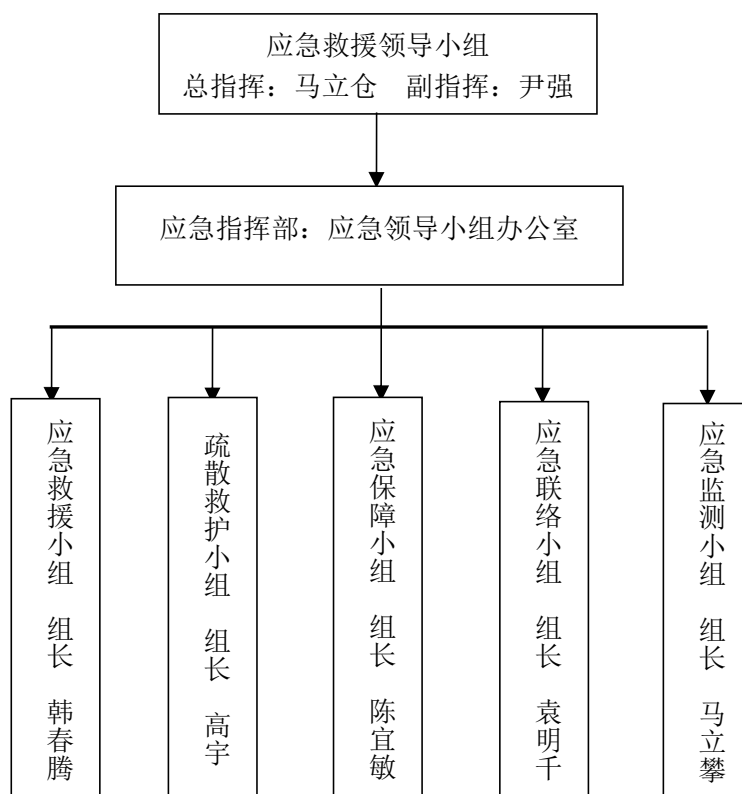 应急救援领导小组
总指挥：马立仓　副指挥：尹强
应急指挥部：应急领导小组办公室
应急救援小组　组长　韩春腾
疏散救护小组　组长　高宇
应急保障小组　组长　陈宜敏
应急联络小组　组长　袁明千
应急监测小组　组长　马立攀